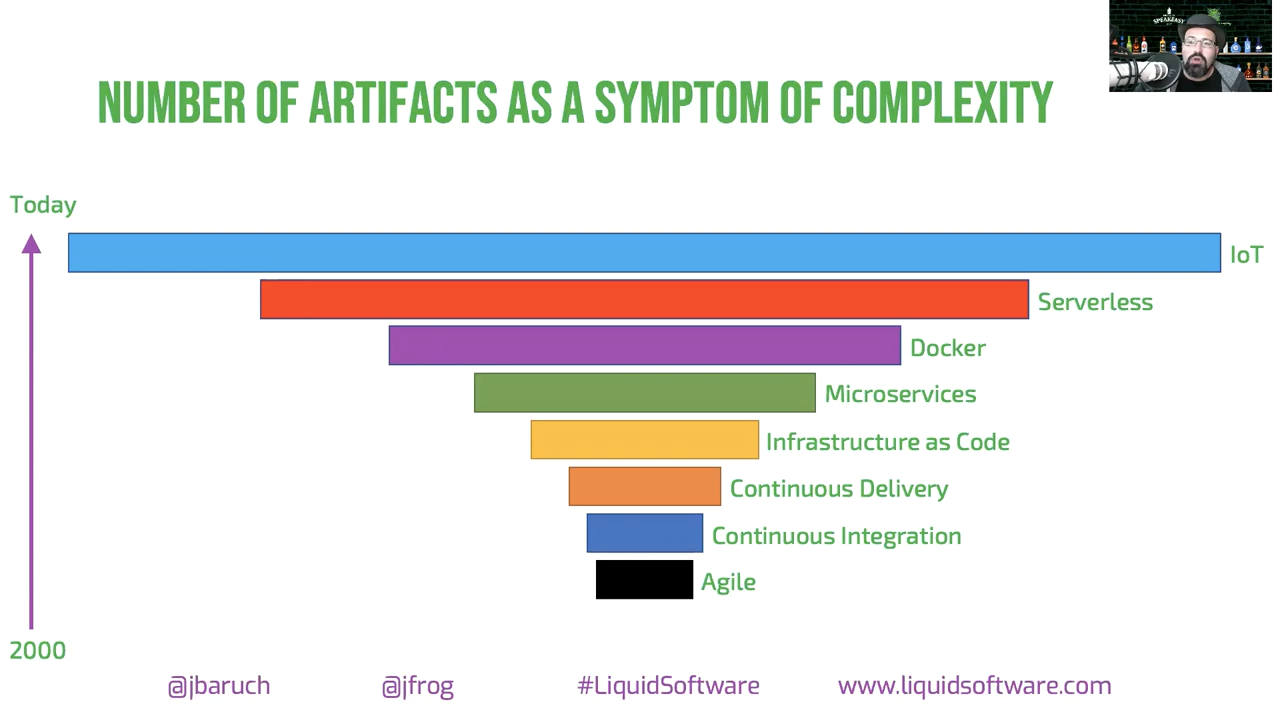 NUMBER OF ARTIFACTS AS A SYMPTOM OF COMPLEXITY
SPEAKEASY
Today
IoT
Serverless
Docker
Microservices
Infrastructure as Code
Continuous Delivery
Continuous Integration
Agile
2000
@jbaruch @jfrog #LiquidSoftware www.liquidsoftware.com